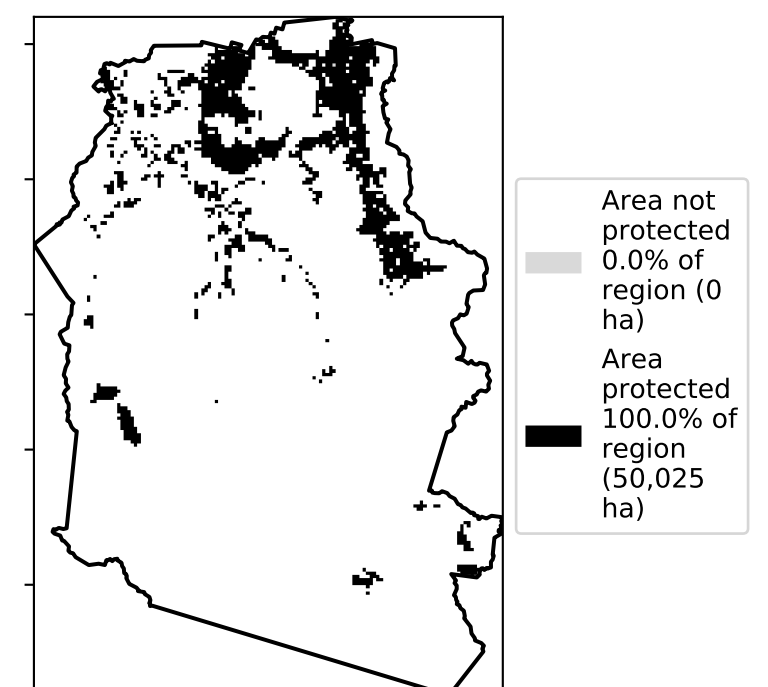 Area not
protected
0.0% of
region (0
ha)
Area
protected
100.0% of
region
(50,025
ha)